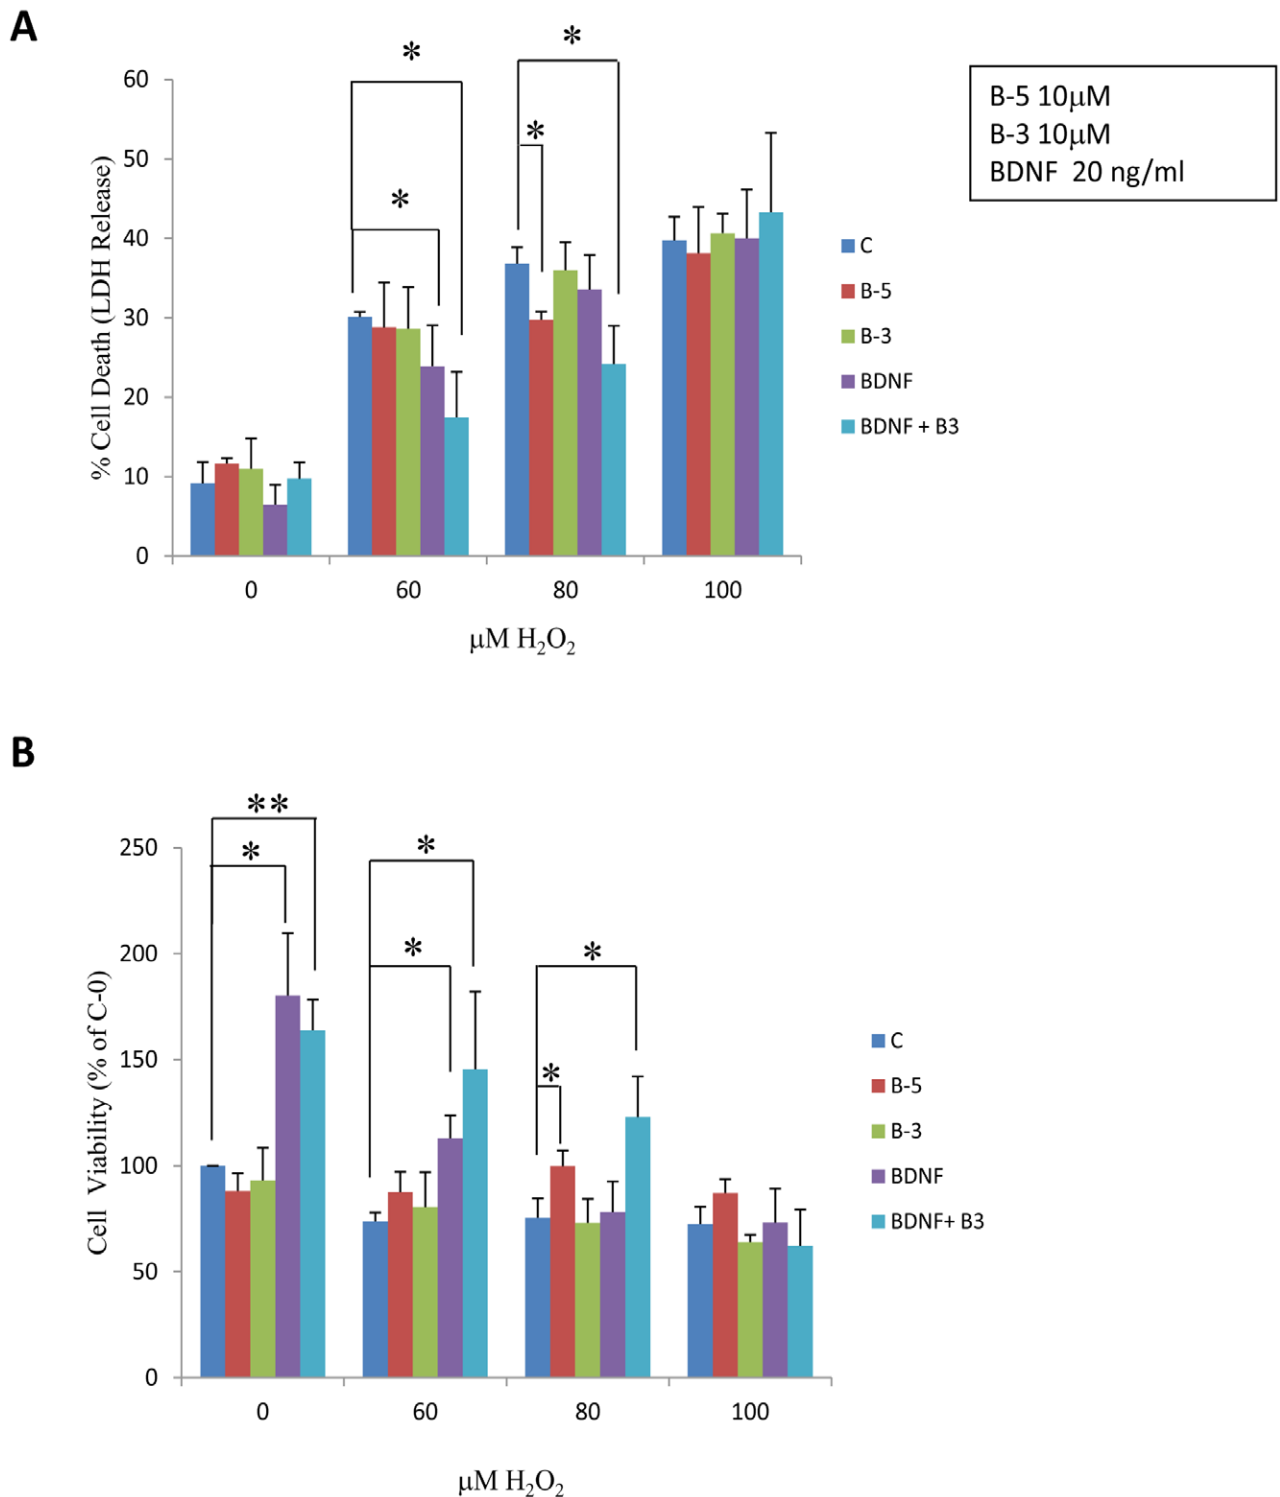 A
*
*
*
*
60
50
40
30
20
10
0
% Cell Death (LDH Release)
0 60 80 100
μM H₂O₂
B-5 10μM
B-3 10μM
BDNF 20 ng/ml
C
B-5
B-3
BDNF
BDNF + B3
B
**
*
*
*
*
*
250
200
150
100
50
0
Cell Viability (% of C-0)
0 60 80 100
μM H₂O₂
C
B-5
B-3
BDNF
BDNF+ B3